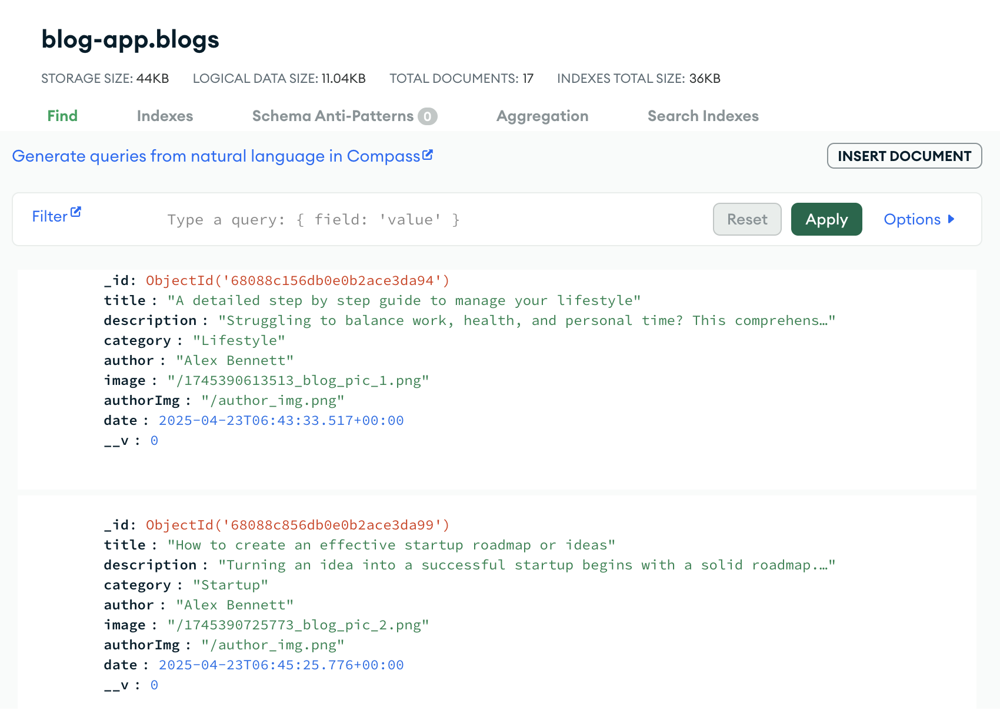 blog-app.blogs
STORAGE SIZE: 44KB LOGICAL DATA SIZE: 11.04KB TOTAL DOCUMENTS: 17 INDEXES TOTAL SIZE: 36KB
Find Indexes Schema Anti-Patterns 0 Aggregation Search Indexes
Generate queries from natural language in Compass INSERT DOCUMENT
Filter Type a query: { field: 'value' } Reset Apply Options
_id: ObjectId('68088c156db0e0b2ace3da94')
title : "A detailed step by step guide to manage your lifestyle"
description : "Struggling to balance work, health, and personal time? This comprehens…"
category : "Lifestyle"
author : "Alex Bennett"
image : "/1745390613513_blog_pic_1.png"
authorImg : "/author_img.png"
date : 2025-04-23T06:43:33.517+00:00
__v : 0
_id: ObjectId('68088c856db0e0b2ace3da99')
title : "How to create an effective startup roadmap or ideas"
description : "Turning an idea into a successful startup begins with a solid roadmap.…"
category : "Startup"
author : "Alex Bennett"
image : "/1745390725773_blog_pic_2.png"
authorImg : "/author_img.png"
date : 2025-04-23T06:45:25.776+00:00
__v : 0